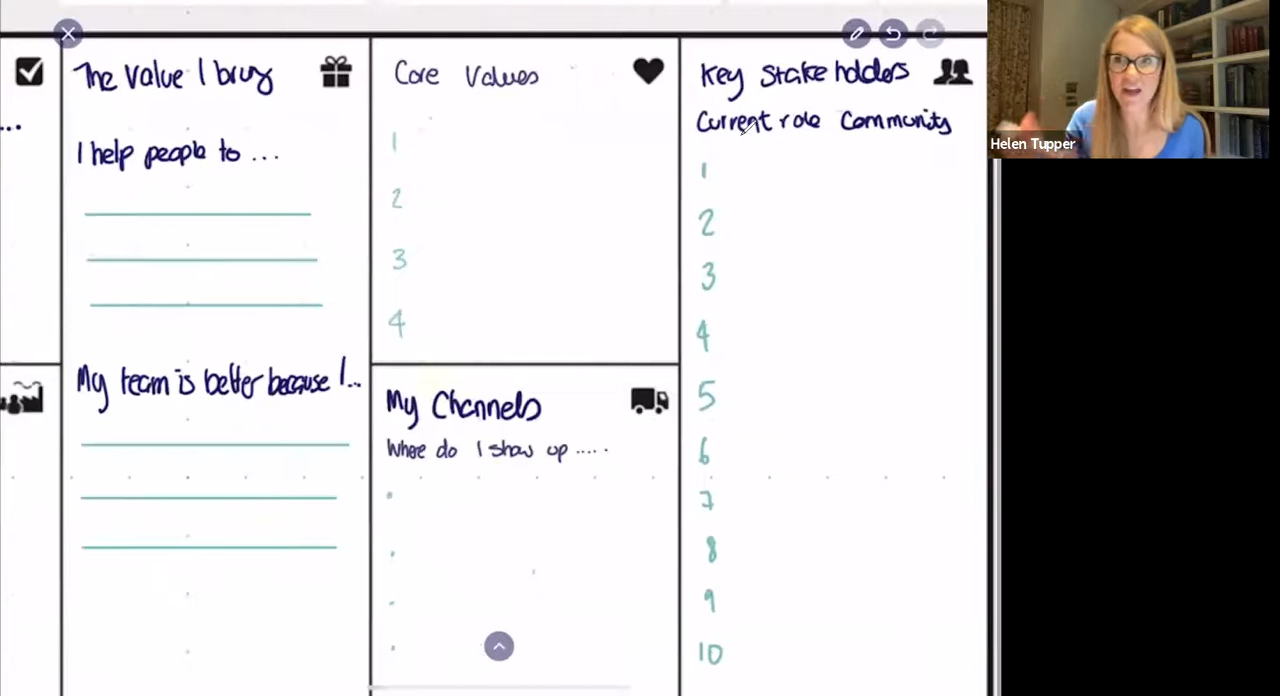 ...
The value I bring
I help people to ...
My team is better because I...
Core Values
1
2
3
4
My Channels
Where do I show up .....
Key Stakeholders
Current role Community
1
2
3
4
5
6
7
8
9
10
Helen Tupper